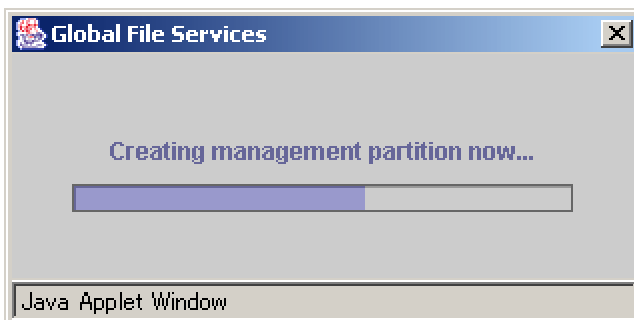 Global File Services
Creating management partition now...
Java Applet Window